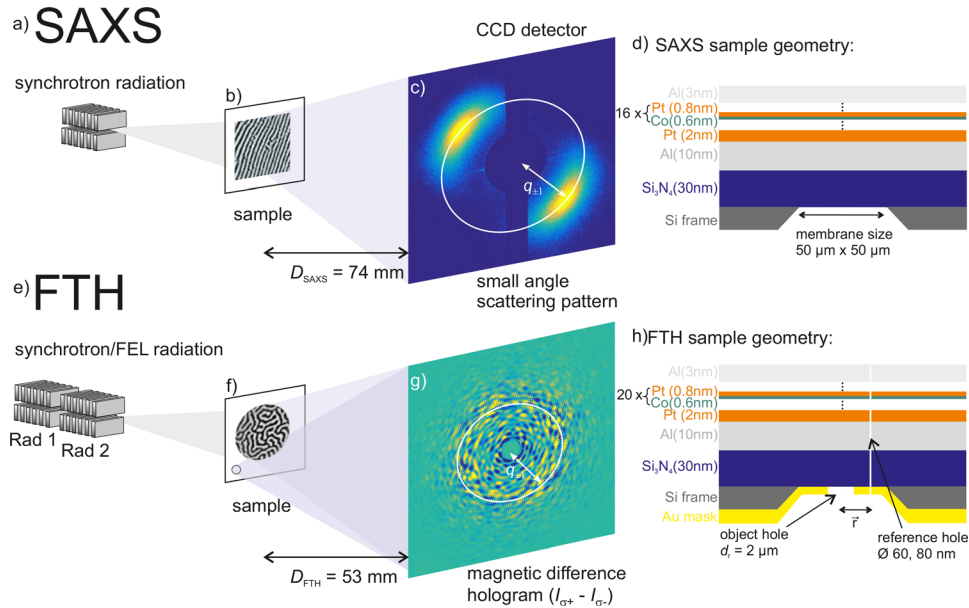 a) SAXS
synchrotron radiation
b)
sample
D_SAXS = 74 mm
CCD detector
c)
q±1
small angle
scattering pattern
d) SAXS sample geometry:
Al(3nm)
16 x { Pt (0.8nm)
Co(0.6nm)
Pt (2nm)
Al(10nm)
Si₃N₄(30nm)
Si frame
membrane size
50 µm x 50 µm
e) FTH
synchrotron/FEL radiation
Rad 1
Rad 2
f)
sample
D_FTH = 53 mm
g)
q
magnetic difference
hologram (I_σ+ - I_σ-)
h) FTH sample geometry:
Al(3nm)
20 x { Pt (0.8nm)
Co(0.6nm)
Pt (2nm)
Al(10nm)
Si₃N₄(30nm)
Si frame
Au mask
r⃗
object hole
dᵣ = 2 µm
reference hole
Ø 60, 80 nm